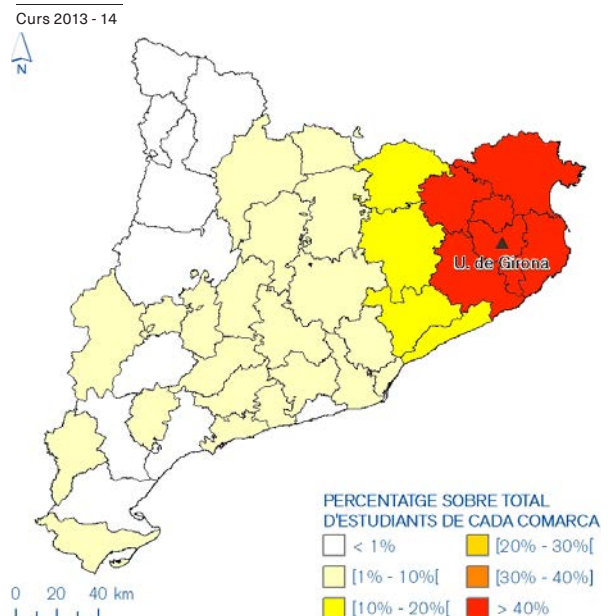 Curs 2013 - 14
N
U. de Girona
PERCENTATGE SOBRE TOTAL
D'ESTUDIANTS DE CADA COMARCA
< 1% [20% - 30%[
[1% - 10%[ [30% - 40%]
[10% - 20%[ > 40%
0 20 40 km